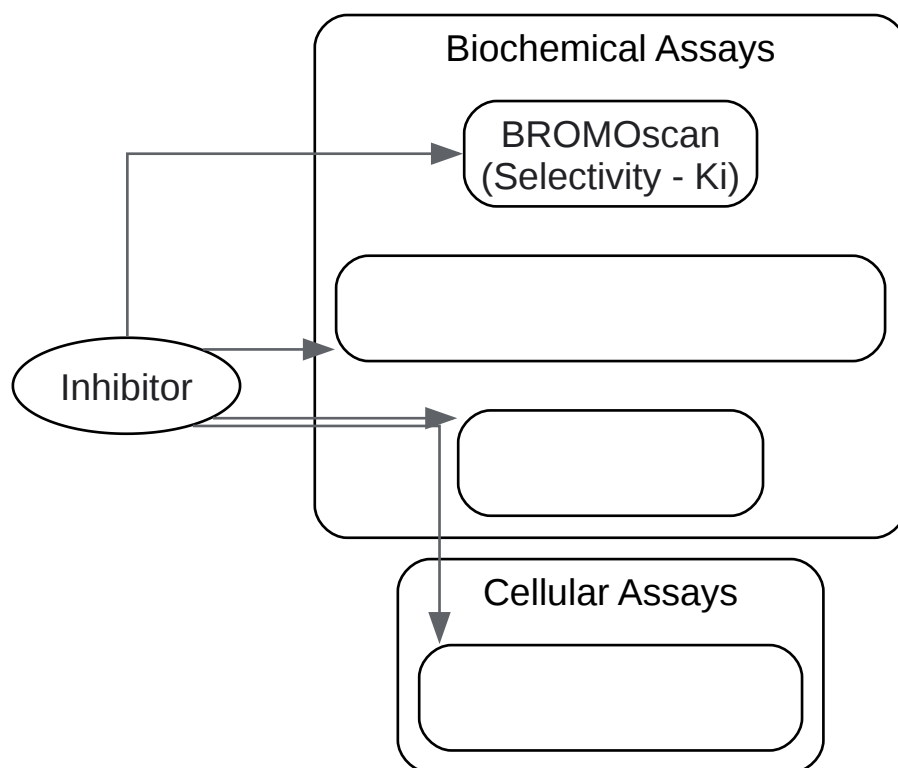 Biochemical Assays
BROMOscan
(Selectivity - Ki)
Inhibitor
Cellular Assays